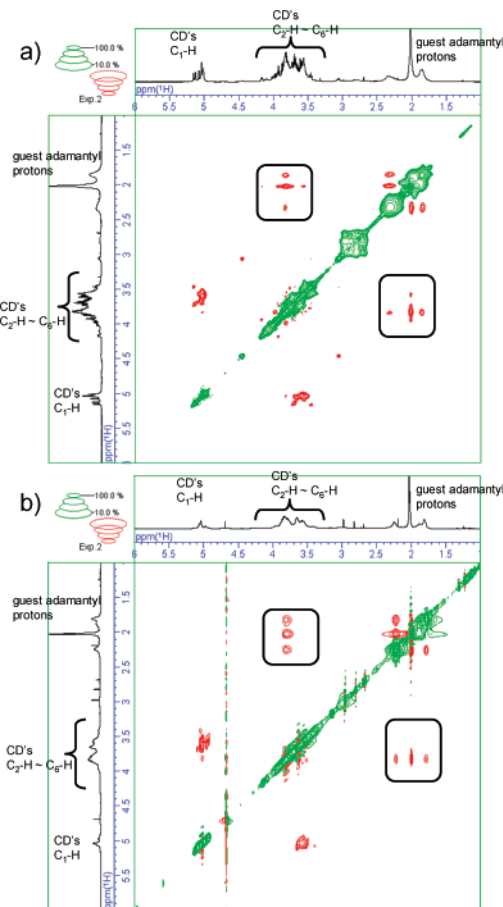 a)
100.0 %
10.0 %
Exp.2
CD's
C1-H
CD's
C2-H ~ C6-H
guest adamantyl
protons
ppm(1H)
6 5.5 5 4.5 4 3.5 3 2.5 2 1.5 1
guest adamantyl
protons
CD's
C2-H ~ C6-H
CD's
C1-H
1.5
2
2.5
3
3.5
4
4.5
5
5.5
6
ppm(1H)
b)
100.0 %
10.0 %
Exp.2
CD's
C1-H
CD's
C2-H ~ C6-H
guest adamantyl
protons
ppm(1H)
6 5.5 5 4.5 4 3.5 3 2.5 2 1.5 1
guest adamantyl
protons
CD's
C2-H ~ C6-H
CD's
C1-H
1.5
2
2.5
3
3.5
4
4.5
5
5.5
ppm(1H)